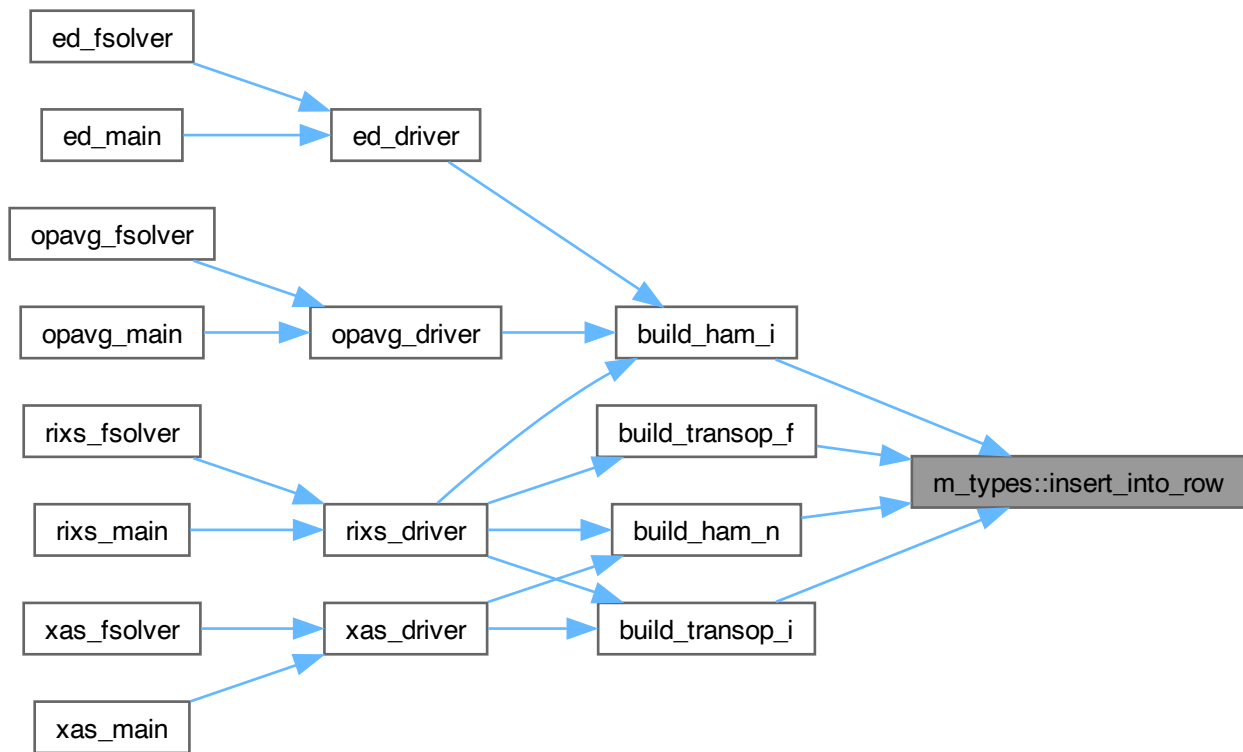 ed_fsolver
ed_main
ed_driver
opavg_fsolver
opavg_main
opavg_driver
build_ham_i
rixs_fsolver
build_transop_f
m_types::insert_into_row
rixs_main
rixs_driver
build_ham_n
xas_fsolver
xas_driver
build_transop_i
xas_main